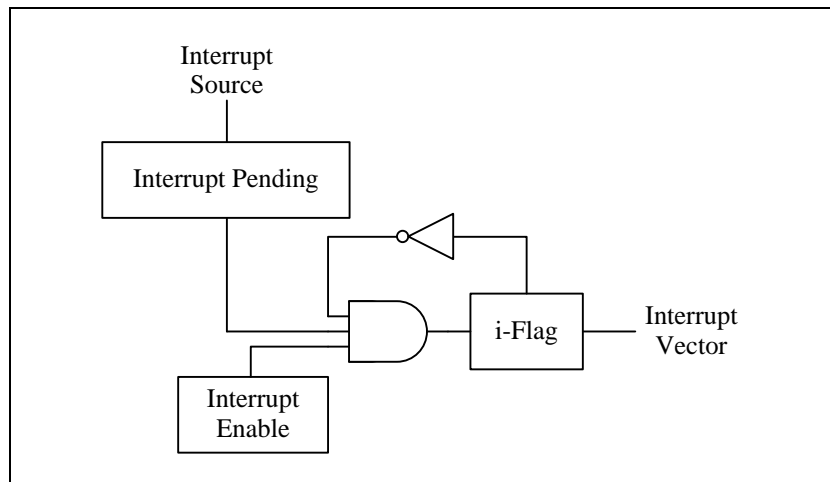 Interrupt
Source
Interrupt Pending
i-Flag
Interrupt
Vector
Interrupt
Enable